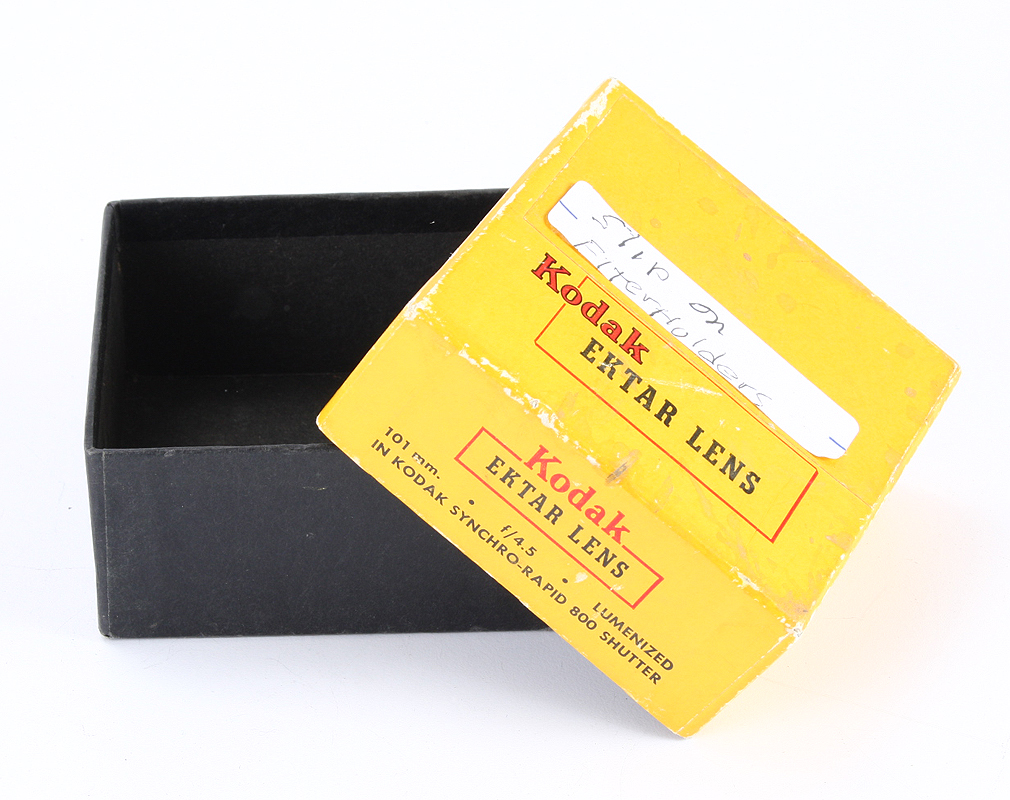 Slip on
FilterHolders
Kodak
EKTAR LENS
Kodak
EKTAR LENS
101 mm. • f/4.5 • LUMENIZED
IN KODAK SYNCHRO-RAPID 800 SHUTTER